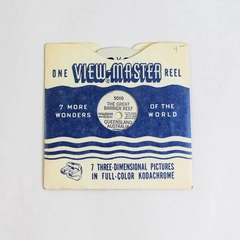 ONE VIEW-MASTER REEL
5010
THE GREAT
BARRIER REEF
7 MORE
WONDERS
OF THE
WORLD
QUEENSLAND
AUSTRALIA
7 THREE-DIMENSIONAL PICTURES
IN FULL-COLOR KODACHROME